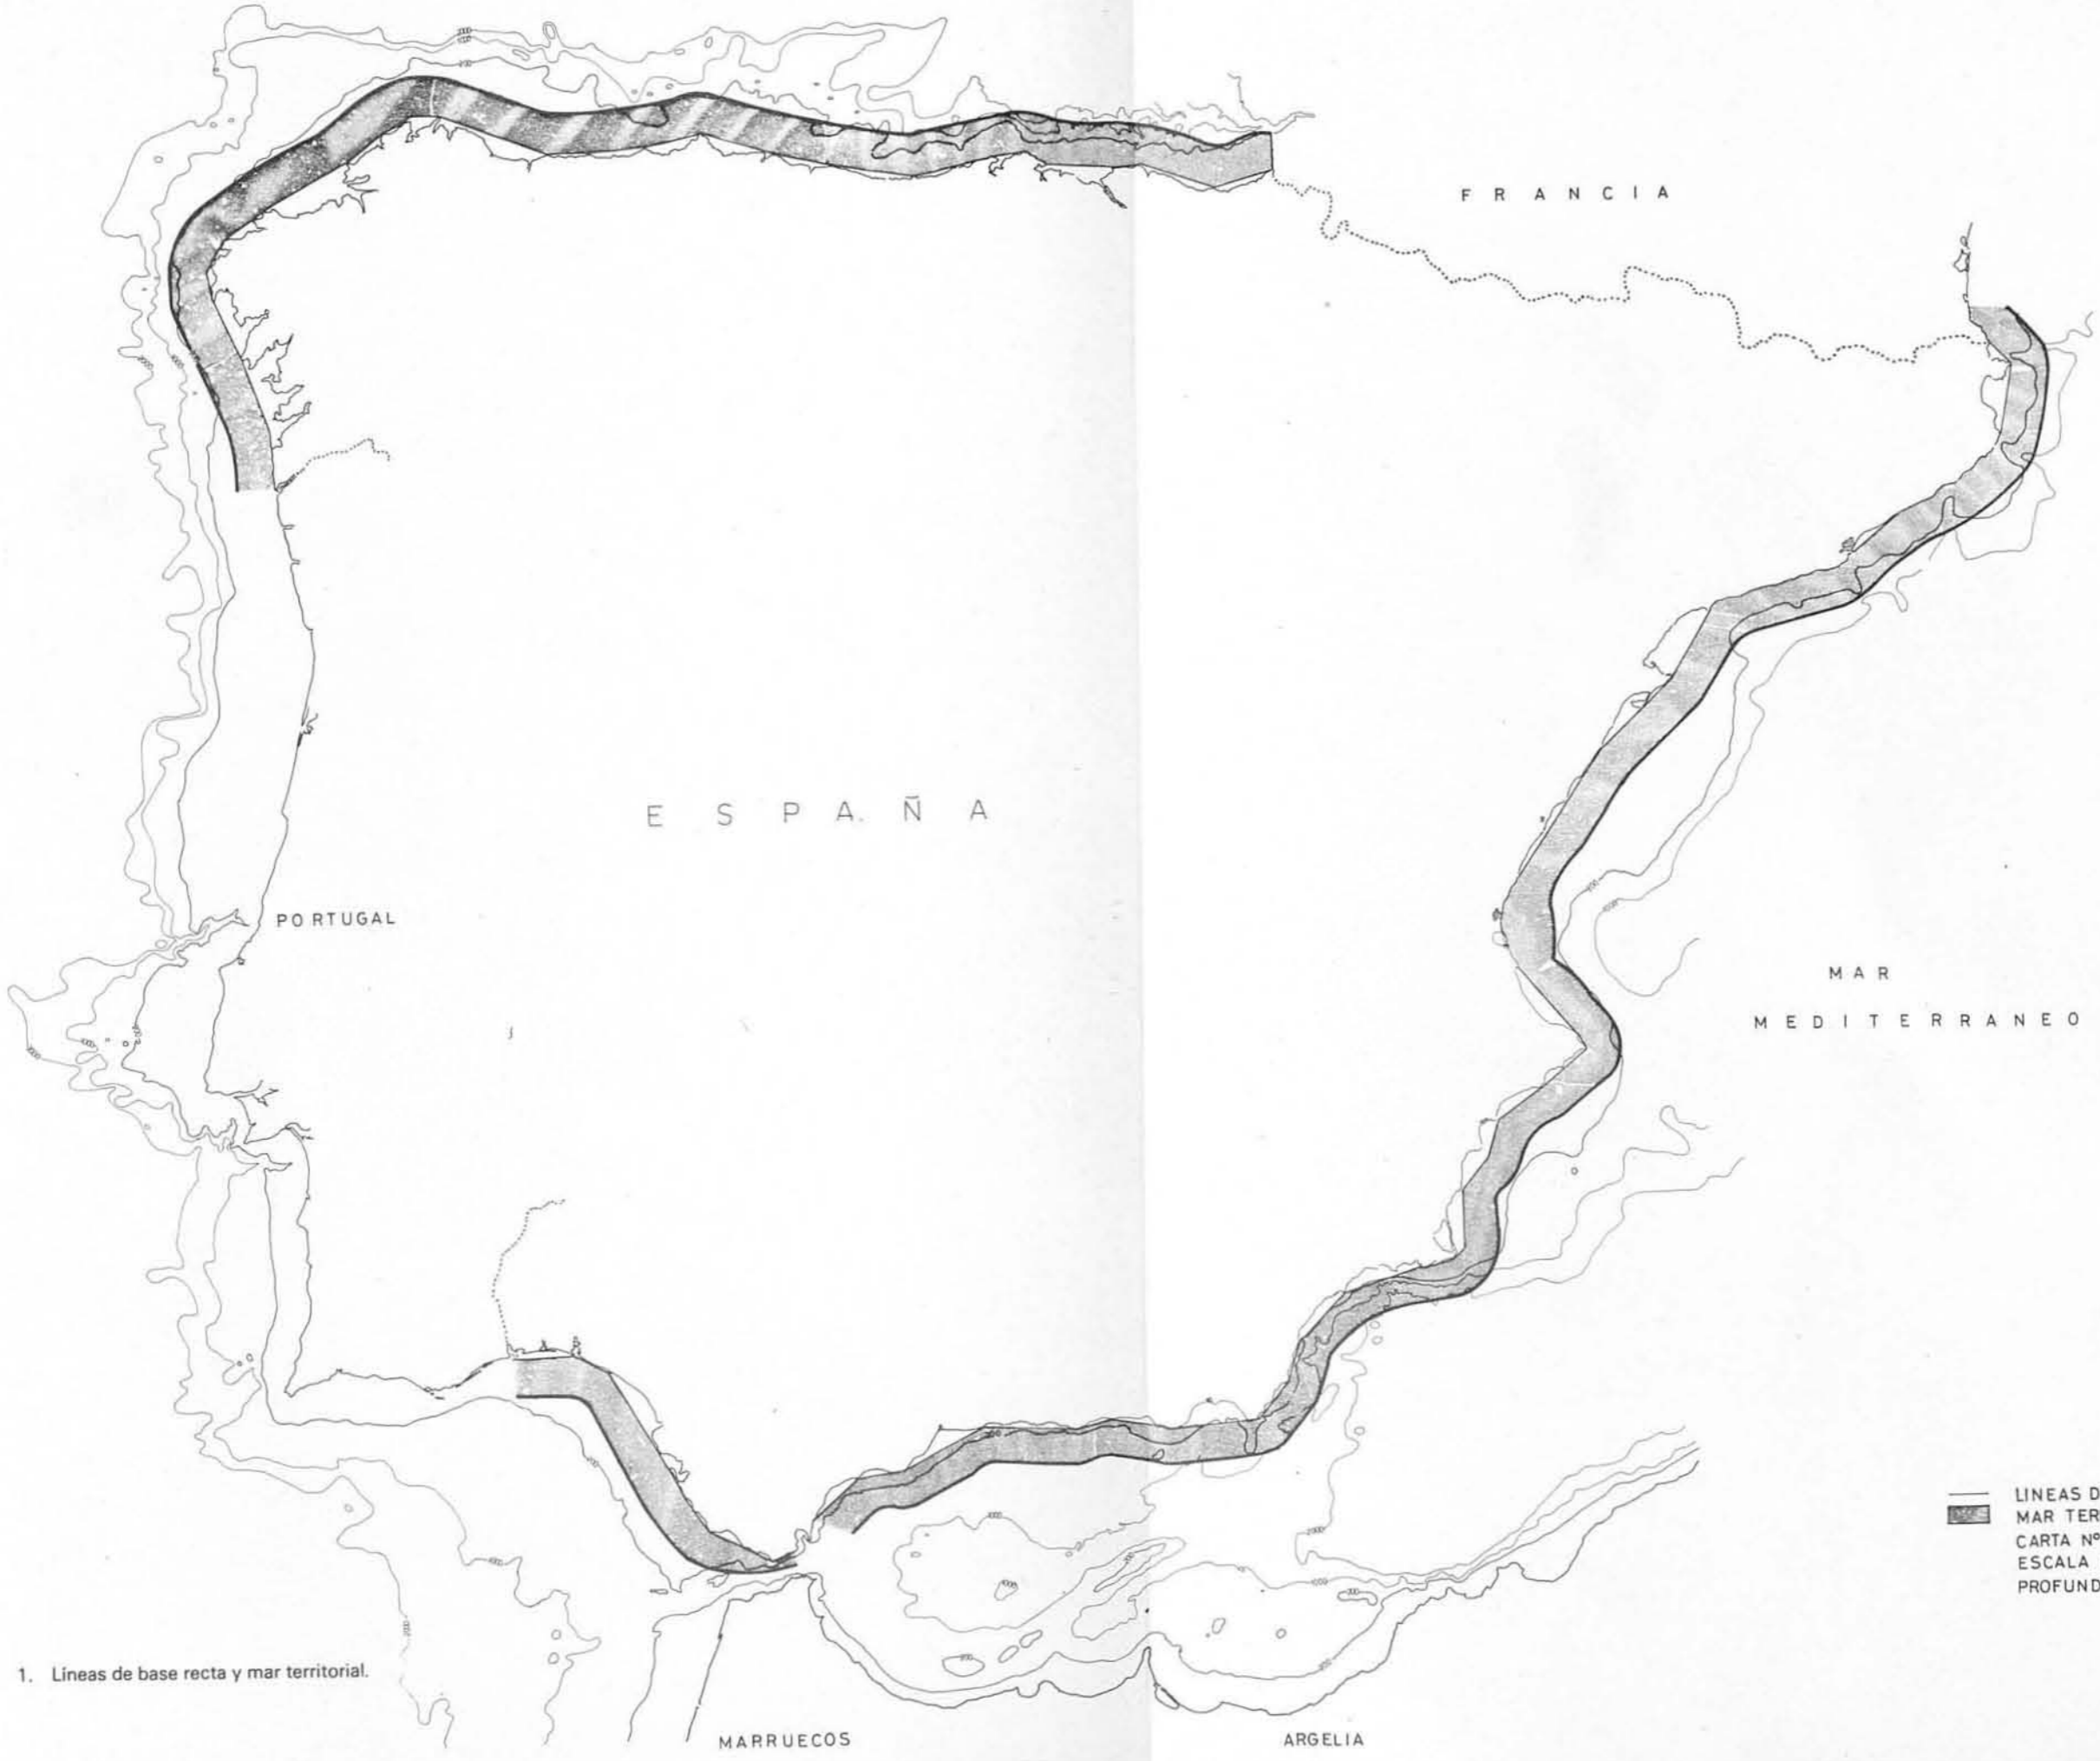 FRANCIA
ESPAÑA
PORTUGAL
MAR
MEDITERRANEO
LINEAS D
MAR TER
CARTA Nº
ESCALA
PROFUND
1. Líneas de base recta y mar territorial.
MARRUECOS
ARGELIA